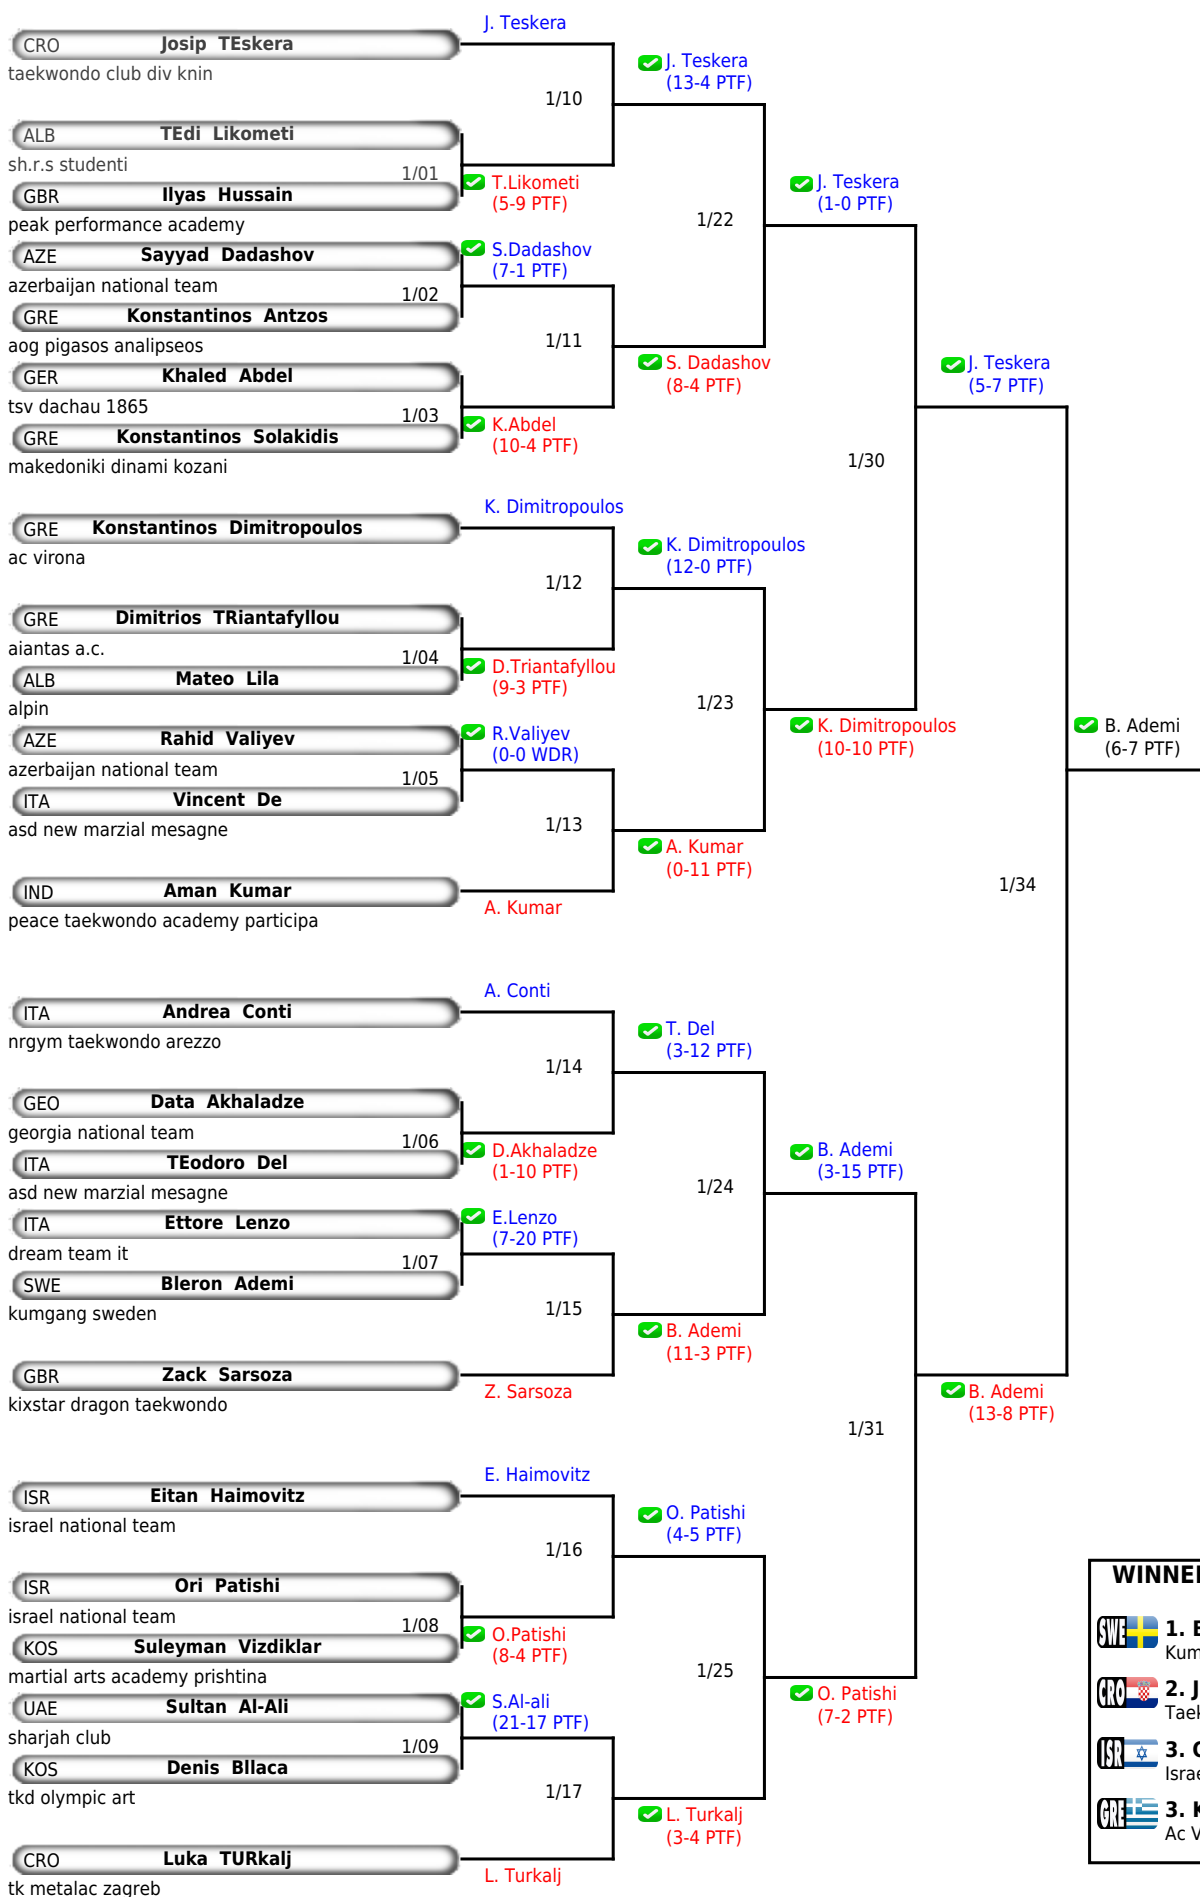 J. Teskera
CRO Josip TEskera
taekwondo club div knin
J. Teskera
(13-4 PTF)
1/10
ALB TEdi Likometi
sh.r.s studenti
1/01
T.Likometi
(5-9 PTF)
GBR Ilyas Hussain
peak performance academy
J. Teskera
(1-0 PTF)
1/22
AZE Sayyad Dadashov
azerbaijan national team
S.Dadashov
(7-1 PTF)
1/02
GRE Konstantinos Antzos
aog pigasos analipseos
1/11
S. Dadashov
(8-4 PTF)
GER Khaled Abdel
tsv dachau 1865
1/03
K.Abdel
(10-4 PTF)
GRE Konstantinos Solakidis
makedoniki dinami kozani
J. Teskera
(5-7 PTF)
1/30
K. Dimitropoulos
GRE Konstantinos Dimitropoulos
ac virona
K. Dimitropoulos
(12-0 PTF)
1/12
GRE Dimitrios TRiantafyllou
aiantas a.c.
1/04
D.Triantafyllou
(9-3 PTF)
ALB Mateo Lila
alpin
1/23
K. Dimitropoulos
(10-10 PTF)
B. Ademi
(6-7 PTF)
AZE Rahid Valiyev
azerbaijan national team
R.Valiyev
(0-0 WDR)
1/05
ITA Vincent De
asd new marzial mesagne
1/13
A. Kumar
(0-11 PTF)
IND Aman Kumar
peace taekwondo academy participa
A. Kumar
1/34
A. Conti
ITA Andrea Conti
nrgym taekwondo arezzo
T. Del
(3-12 PTF)
1/14
GEO Data Akhaladze
georgia national team
1/06
D.Akhaladze
(1-10 PTF)
ITA TEodoro Del
asd new marzial mesagne
B. Ademi
(3-15 PTF)
1/24
ITA Ettore Lenzo
dream team it
E.Lenzo
(7-20 PTF)
1/07
SWE Bleron Ademi
kumgang sweden
1/15
B. Ademi
(11-3 PTF)
GBR Zack Sarsoza
kixstar dragon taekwondo
Z. Sarsoza
B. Ademi
(13-8 PTF)
1/31
E. Haimovitz
ISR Eitan Haimovitz
israel national team
O. Patishi
(4-5 PTF)
1/16
ISR Ori Patishi
israel national team
1/08
O.Patishi
(8-4 PTF)
KOS Suleyman Vizdiklar
martial arts academy prishtina
1/25
O. Patishi
(7-2 PTF)
UAE Sultan Al-Ali
sharjah club
S.Al-ali
(21-17 PTF)
1/09
KOS Denis Bllaca
tkd olympic art
1/17
L. Turkalj
(3-4 PTF)
CRO Luka TURkalj
tk metalac zagreb
L. Turkalj
WINNE
SWE 1. B
Kum
CRO 2. J
Taek
ISR 3. O
Israe
GRE 3. K
Ac V